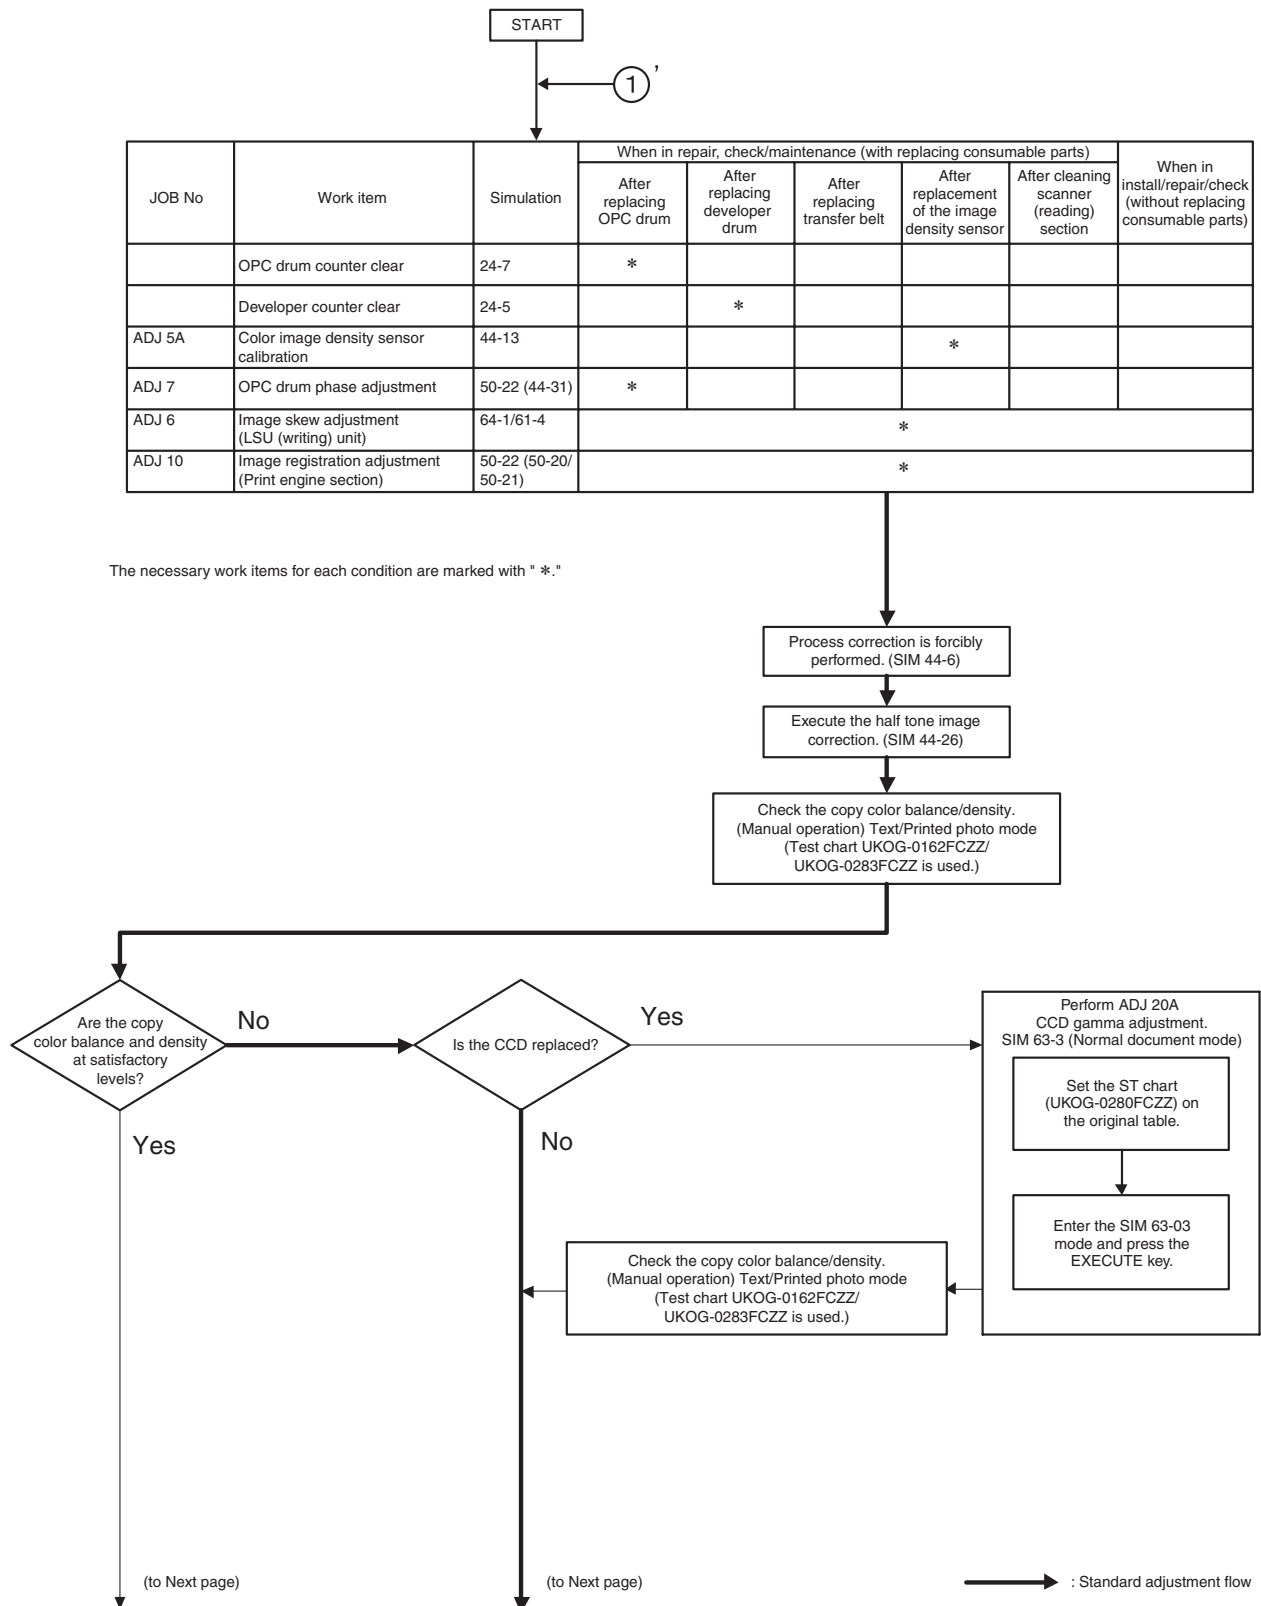 START
1'
When in repair, check/maintenance (with replacing consumable parts)
JOB No
Work item
Simulation
After
replacing
OPC drum
After
replacing
developer
drum
After
replacing
transfer belt
After
replacement
of the image
density sensor
After cleaning
scanner
(reading)
section
When in
install/repair/check
(without replacing
consumable parts)
OPC drum counter clear 24-7 *
Developer counter clear 24-5 *
ADJ 5A Color image density sensor 44-13 *
calibration
ADJ 7 OPC drum phase adjustment 50-22 (44-31) *
ADJ 6 Image skew adjustment 64-1/61-4 *
(LSU (writing) unit)
ADJ 10 Image registration adjustment 50-22 (50-20/ *
(Print engine section) 50-21)
The necessary work items for each condition are marked with " *."
Process correction is forcibly
performed. (SIM 44-6)
Execute the half tone image
correction. (SIM 44-26)
Check the copy color balance/density.
(Manual operation) Text/Printed photo mode
(Test chart UKOG-0162FCZZ/
UKOG-0283FCZZ is used.)
Are the copy
color balance and density
at satisfactory
levels?
No
Yes
Is the CCD replaced?
Yes
No
Perform ADJ 20A
CCD gamma adjustment.
SIM 63-3 (Normal document mode)
Set the ST chart
(UKOG-0280FCZZ) on
the original table.
Enter the SIM 63-03
mode and press the
EXECUTE key.
Check the copy color balance/density.
(Manual operation) Text/Printed photo mode
(Test chart UKOG-0162FCZZ/
UKOG-0283FCZZ is used.)
(to Next page)
(to Next page)
: Standard adjustment flow